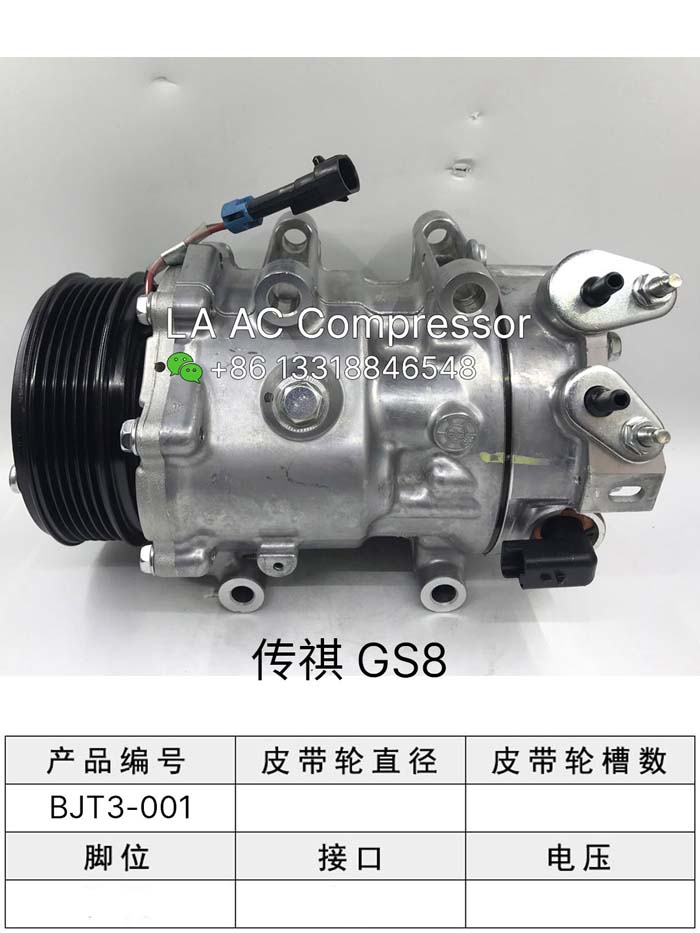 LA AC Compressor
+86 13318846548
传祺 GS8
产品编号 皮带轮直径 皮带轮槽数
BJT3-001
脚位 接口 电压